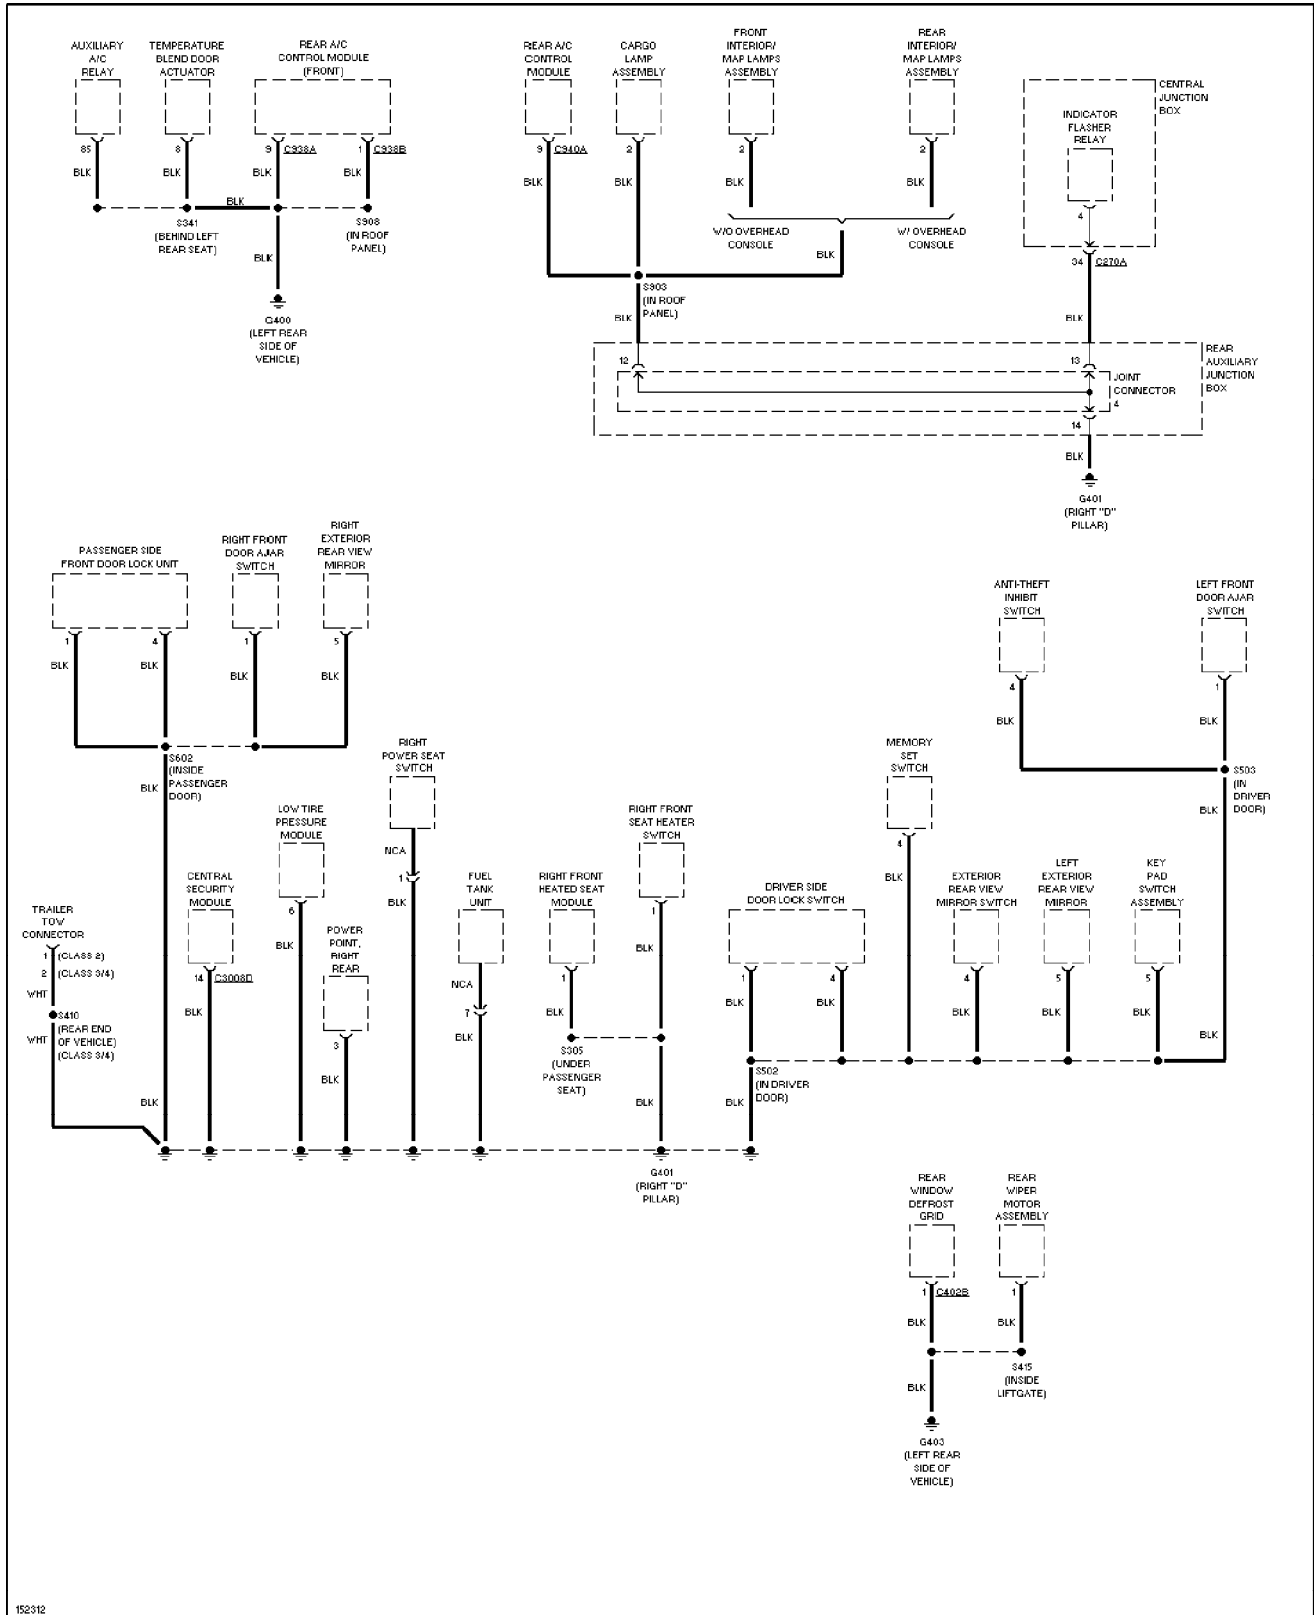 AUXILIARY
A/C
RELAY
TEMPERATURE
BLEND DOOR
ACTUATOR
REAR A/C
CONTROL MODULE
(FRONT)
REAR A/C
CONTROL
MODULE
CARGO
LAMP
ASSEMBLY
FRONT
INTERIOR/
MAP LAMPS
ASSEMBLY
REAR
INTERIOR/
MAP LAMPS
ASSEMBLY
CENTRAL
JUNCTION
BOX
INDICATOR
FLASHER
RELAY
85
8
9 C938A
1 C938B
9 C940A
2
2
2
4
BLK
BLK
BLK
BLK
BLK
BLK
BLK
BLK
BLK
S341
(BEHIND LEFT
REAR SEAT)
S908
(IN ROOF
PANEL)
BLK
G400
(LEFT REAR
SIDE OF
VEHICLE)
W/O OVERHEAD
CONSOLE
W/ OVERHEAD
CONSOLE
BLK
34 C270A
S903
(IN ROOF
PANEL)
BLK
BLK
12
13
REAR
AUXILIARY
JUNCTION
BOX
JOINT
CONNECTOR
4
14
BLK
G401
(RIGHT "D"
PILLAR)
PASSENGER SIDE
FRONT DOOR LOCK UNIT
RIGHT FRONT
DOOR AJAR
SWITCH
RIGHT
EXTERIOR
REAR VIEW
MIRROR
ANTI-THEFT
INHIBIT
SWITCH
LEFT FRONT
DOOR AJAR
SWITCH
1
4
1
5
BLK
BLK
BLK
BLK
4
1
BLK
BLK
S602
(INSIDE
PASSENGER
DOOR)
BLK
RIGHT
POWER SEAT
SWITCH
MEMORY
SET
SWITCH
S503
(IN
DRIVER
DOOR)
BLK
LOW TIRE
PRESSURE
MODULE
RIGHT FRONT
SEAT HEATER
SWITCH
NCA
1
BLK
4
BLK
CENTRAL
SECURITY
MODULE
FUEL
TANK
UNIT
RIGHT FRONT
HEATED SEAT
MODULE
DRIVER SIDE
DOOR LOCK SWITCH
EXTERIOR
REAR VIEW
MIRROR SWITCH
LEFT
EXTERIOR
REAR VIEW
MIRROR
KEY
PAD
SWITCH
ASSEMBLY
TRAILER
TOW
CONNECTOR
1 (CLASS 2)
2 (CLASS 3/4)
WHT
S410
(REAR END
OF VEHICLE)
(CLASS 3/4)
WHT
14 C3008D
BLK
6
BLK
POWER
POINT,
RIGHT
REAR
3
BLK
NCA
7
BLK
1
BLK
1
BLK
S305
(UNDER
PASSENGER
SEAT)
1
4
4
5
5
BLK
BLK
BLK
BLK
BLK
BLK
S502
(IN DRIVER
DOOR)
BLK
BLK
BLK
G401
(RIGHT "D"
PILLAR)
REAR
WINDOW
DEFROST
GRID
REAR
WIPER
MOTOR
ASSEMBLY
1 C402B
1
BLK
BLK
S415
(INSIDE
LIFTGATE)
BLK
G403
(LEFT REAR
SIDE OF
VEHICLE)
152312